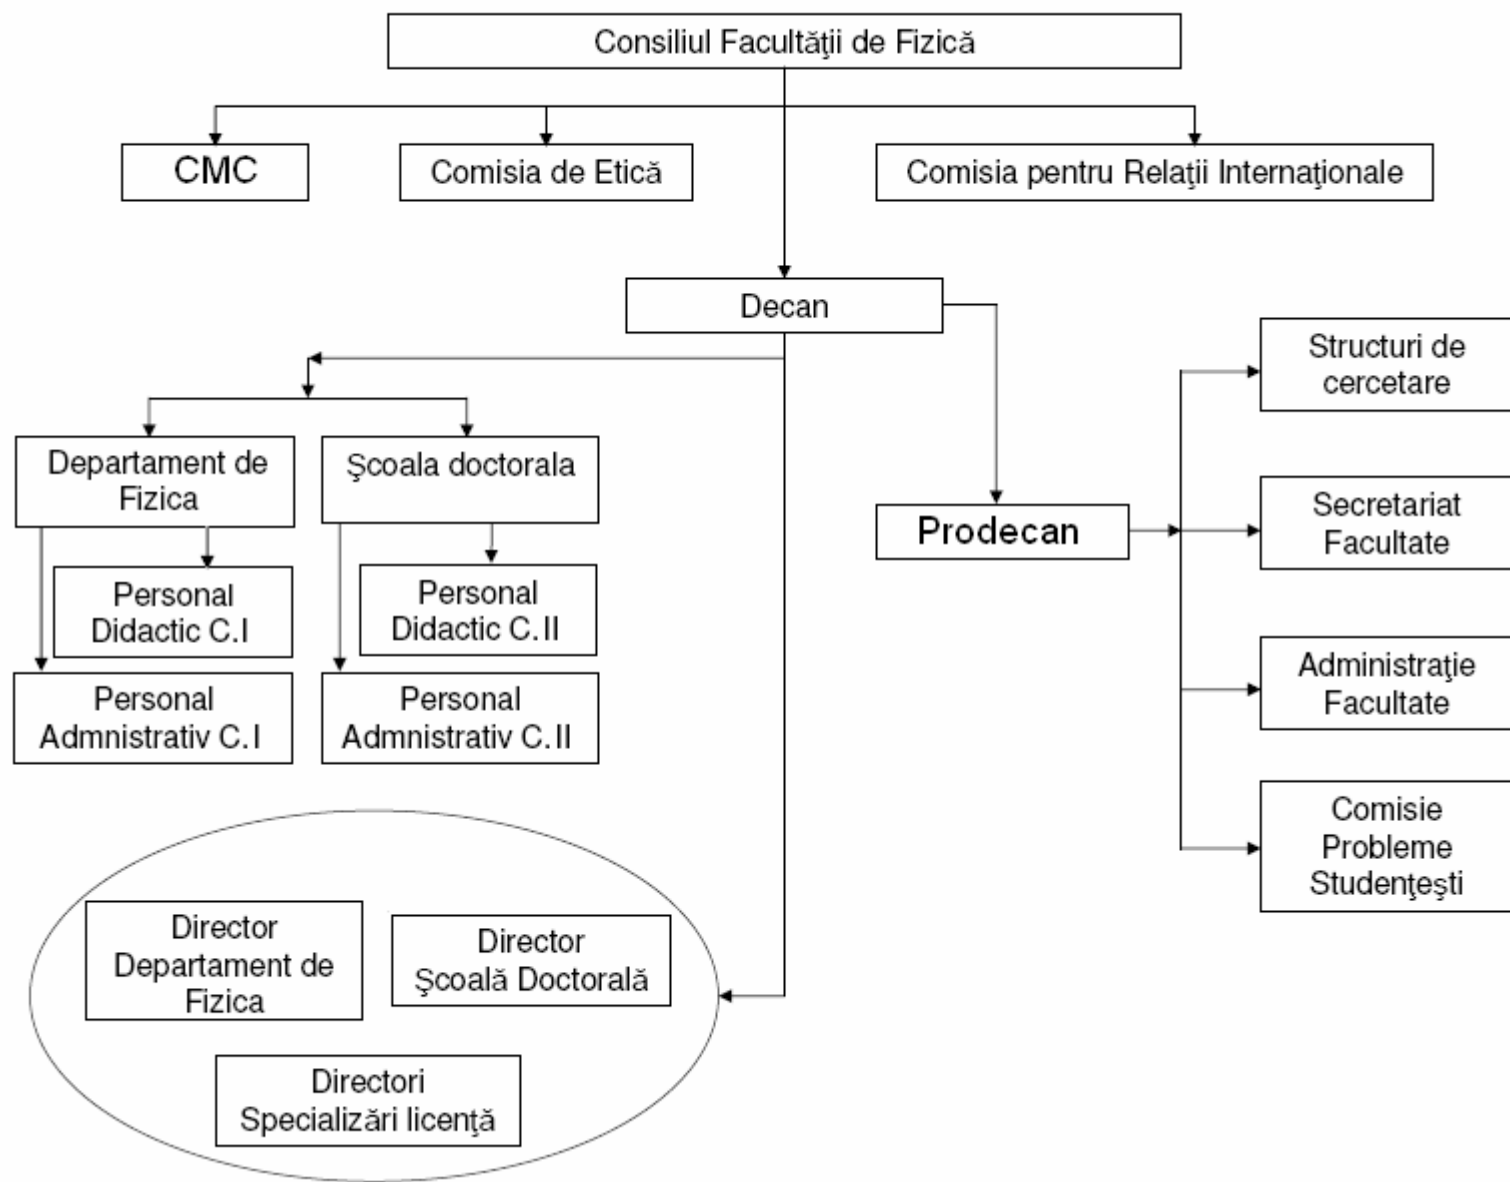 Consiliul Facultăţii de Fizică
CMC
Comisia de Etică
Comisia pentru Relaţii Internaţionale
Decan
Structuri de
cercetare
Departament de
Fizica
Şcoala doctorala
Prodecan
Secretariat
Facultate
Personal
Didactic C.I
Personal
Didactic C.II
Personal
Admnistrativ C.I
Personal
Admnistrativ C.II
Administraţie
Facultate
Comisie
Probleme
Studenţeşti
Director
Departament de
Fizica
Director
Şcoală Doctorală
Directori
Specializări licenţă